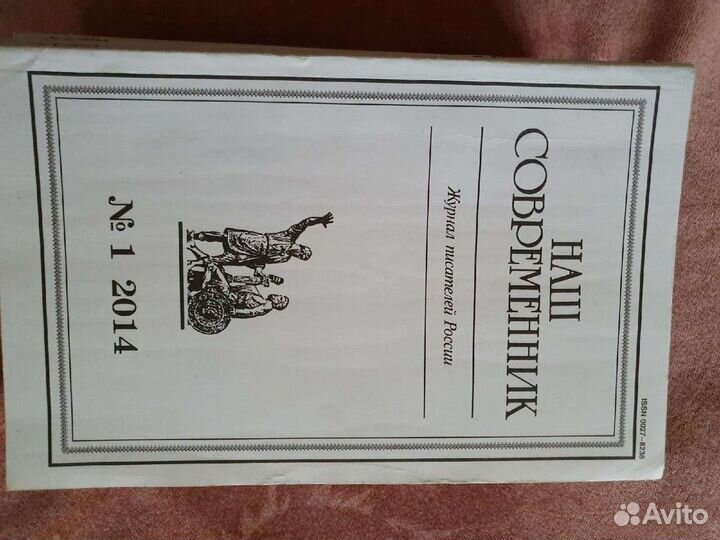 ISSN 0027-8238
НАШ
СОВРЕМЕННИК
Журнал писателей России
№ 1 2014
Avito